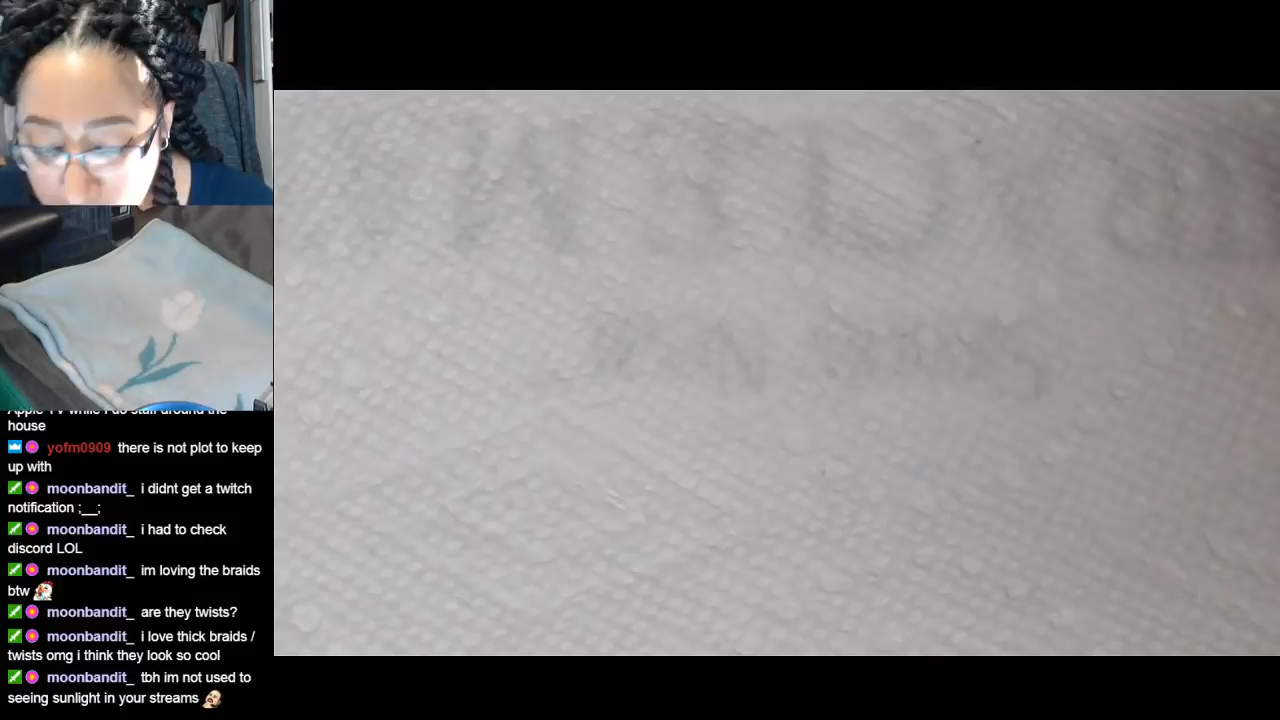 house
yofm0909 there is not plot to keep
up with
moonbandit_ i didnt get a twitch
notification ;__;
moonbandit_ i had to check
discord LOL
moonbandit_ im loving the braids
btw
moonbandit_ are they twists?
moonbandit_ i love thick braids /
twists omg i think they look so cool
moonbandit_ tbh im not used to
seeing sunlight in your streams